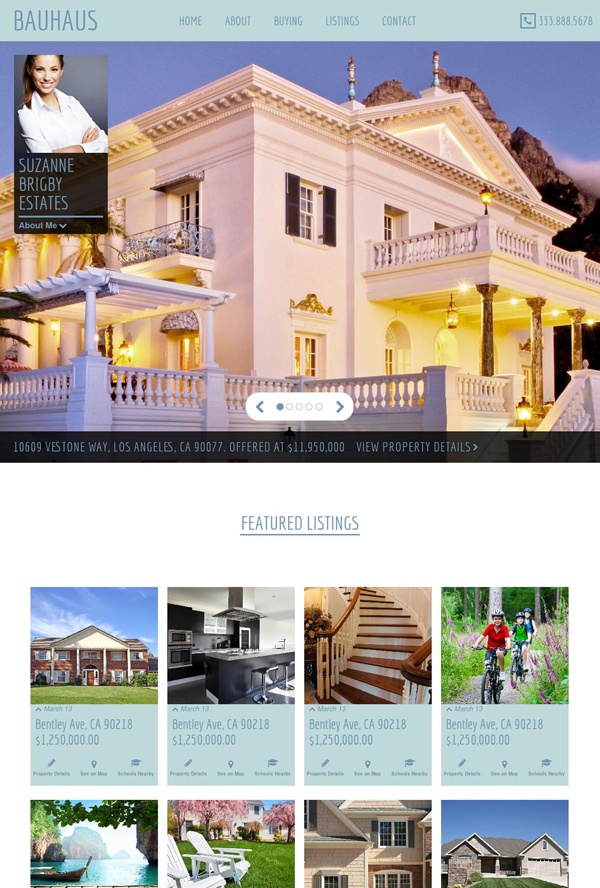 BAUHAUS
HOME ABOUT BUYING LISTINGS CONTACT
333.888.5678
SUZANNE
BRIGBY
ESTATES
About Me
10609 VESTONE WAY, LOS ANGELES, CA 90077. OFFERED AT $11,950,000 VIEW PROPERTY DETAILS
FEATURED LISTINGS
March 13
Bentley Ave, CA 90218
$1,250,000.00
Property Details See on Map Schools Nearby
March 13
Bentley Ave, CA 90218
$1,250,000.00
Property Details See on Map Schools Nearby
March 13
Bentley Ave, CA 90218
$1,250,000.00
Property Details See on Map Schools Nearby
March 13
Bentley Ave, CA 90218
$1,250,000.00
Property Details See on Map Schools Nearby